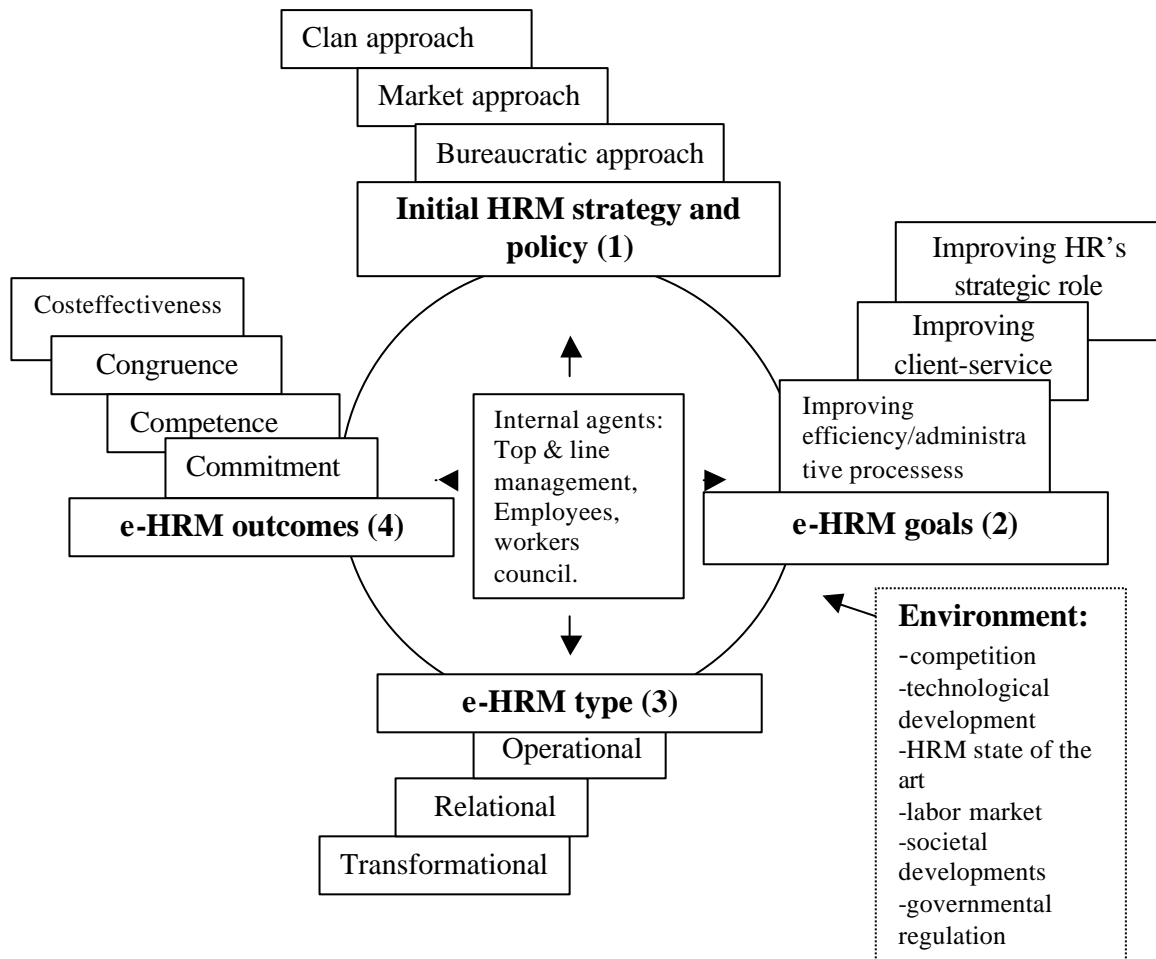 Clan approach
Market approach
Bureaucratic approach
Initial HRM strategy and
policy (1)
Improving HR’s
strategic role
Improving
client-service
Improving
efficiency/administra
tive processess
e-HRM goals (2)
Costeffectiveness
Congruence
Competence
Commitment
e-HRM outcomes (4)
Internal agents:
Top & line
management,
Employees,
workers
council.
e-HRM type (3)
Operational
Relational
Transformational
Environment:
-competition
-technological
development
-HRM state of the
art
-labor market
-societal
developments
-governmental
regulation